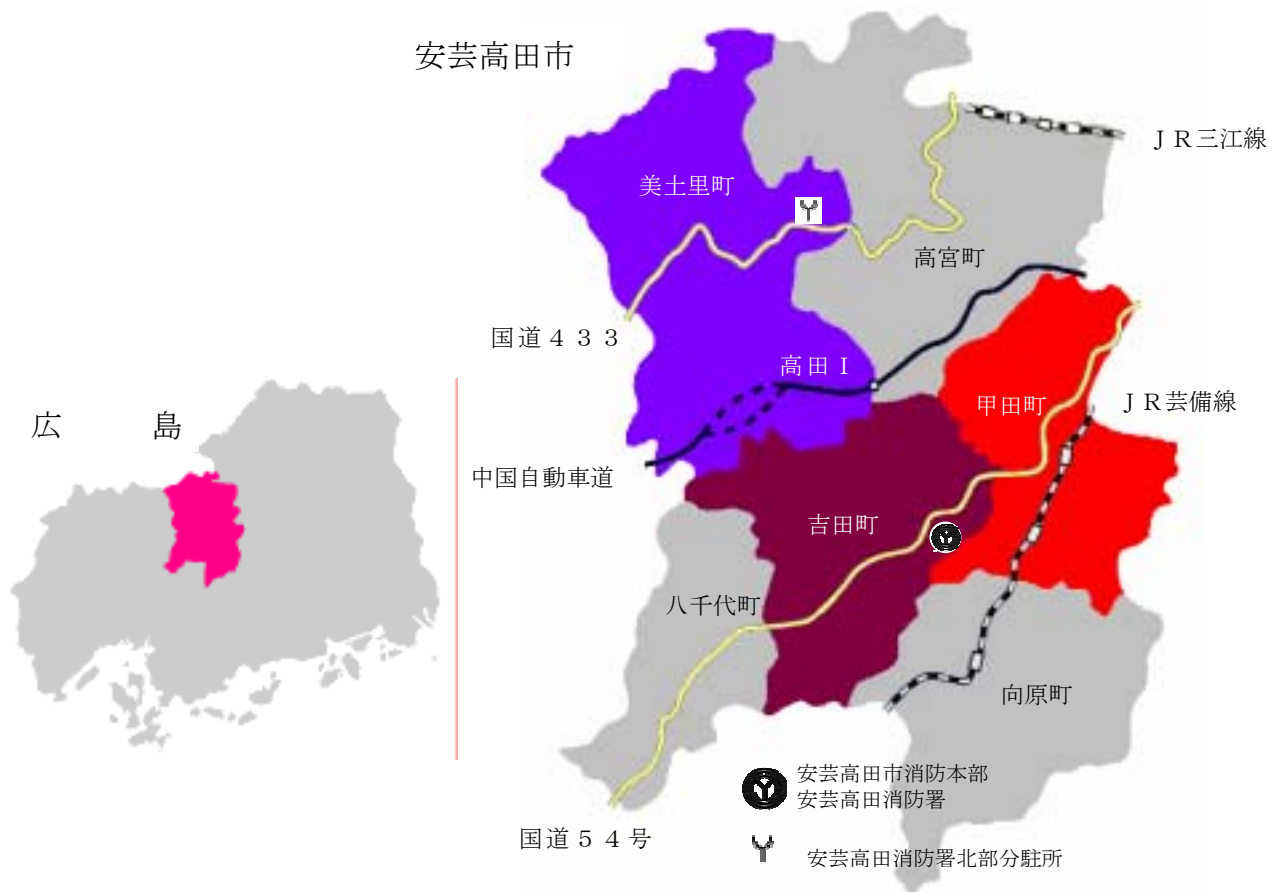 安芸高田市
ＪＲ三江線
美土里町
高宮町
国道４３３
高田Ｉ
甲田町
ＪＲ芸備線
広　島
中国自動車道
吉田町
八千代町
向原町
安芸高田市消防本部
安芸高田消防署
国道５４号
安芸高田消防署北部分駐所